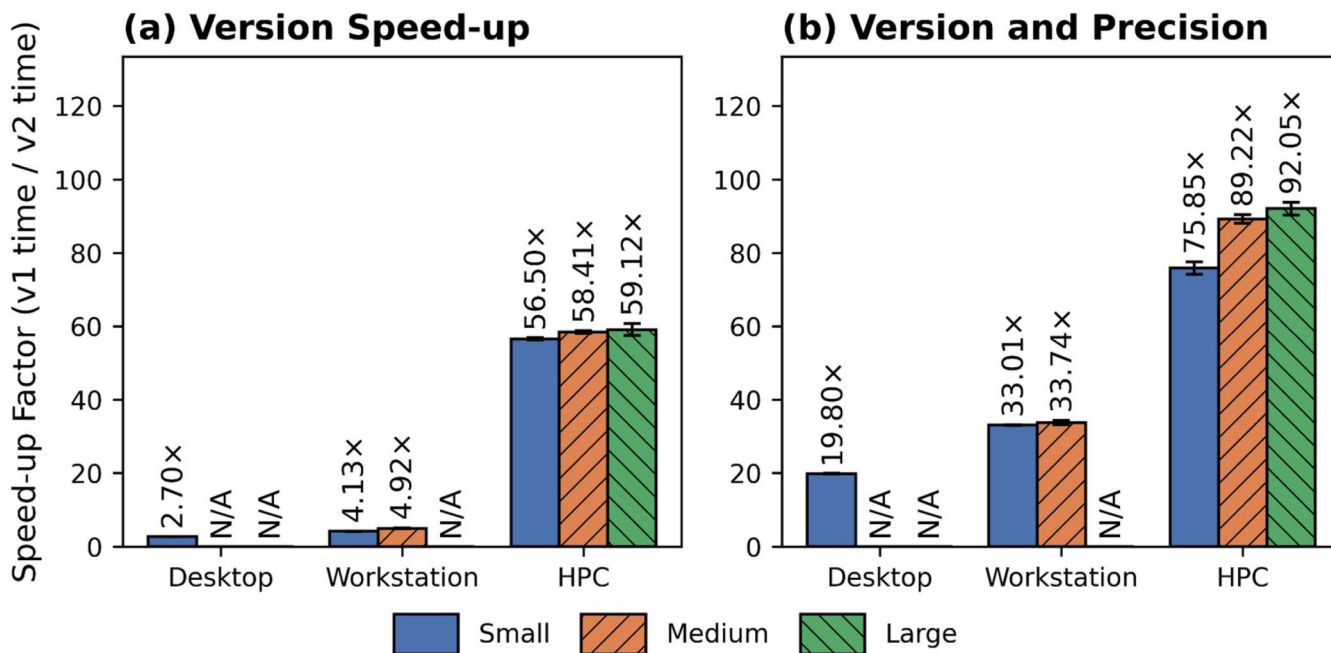 (a) Version Speed-up
(b) Version and Precision
Speed-up Factor (v1 time / v2 time)
120
100
80
60
40
20
0
2.70×
N/A
N/A
4.13×
4.92×
N/A
56.50×
58.41×
59.12×
Desktop
Workstation
HPC
120
100
80
60
40
20
0
19.80×
N/A
N/A
33.01×
33.74×
N/A
75.85×
89.22×
92.05×
Desktop
Workstation
HPC
Small
Medium
Large